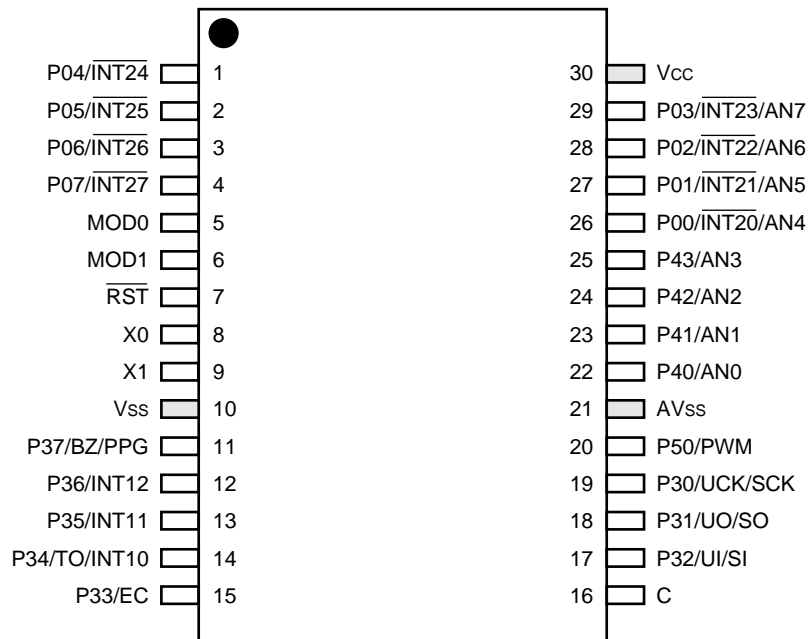 P04/INT24 1 30 Vcc
P05/INT25 2 29 P03/INT23/AN7
P06/INT26 3 28 P02/INT22/AN6
P07/INT27 4 27 P01/INT21/AN5
MOD0 5 26 P00/INT20/AN4
MOD1 6 25 P43/AN3
RST 7 24 P42/AN2
X0 8 23 P41/AN1
X1 9 22 P40/AN0
Vss 10 21 AVss
P37/BZ/PPG 11 20 P50/PWM
P36/INT12 12 19 P30/UCK/SCK
P35/INT11 13 18 P31/UO/SO
P34/TO/INT10 14 17 P32/UI/SI
P33/EC 15 16 C